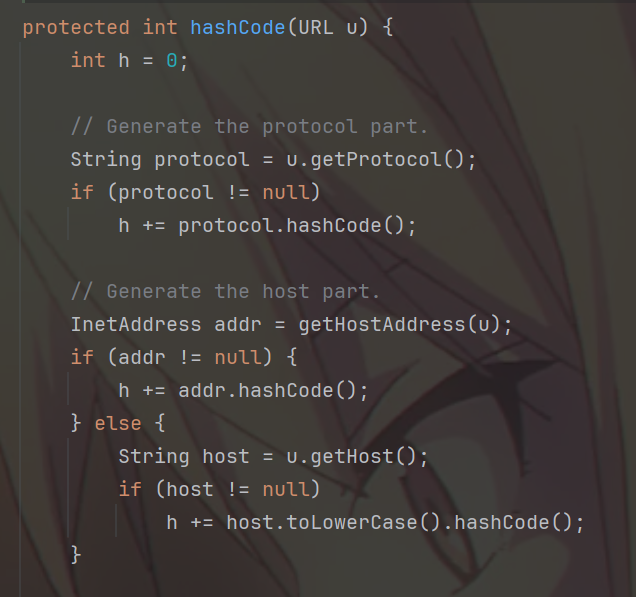 protected int hashCode(URL u) {
int h = 0;
// Generate the protocol part.
String protocol = u.getProtocol();
if (protocol != null)
h += protocol.hashCode();
// Generate the host part.
InetAddress addr = getHostAddress(u);
if (addr != null) {
h += addr.hashCode();
} else {
String host = u.getHost();
if (host != null)
h += host.toLowerCase().hashCode();
}